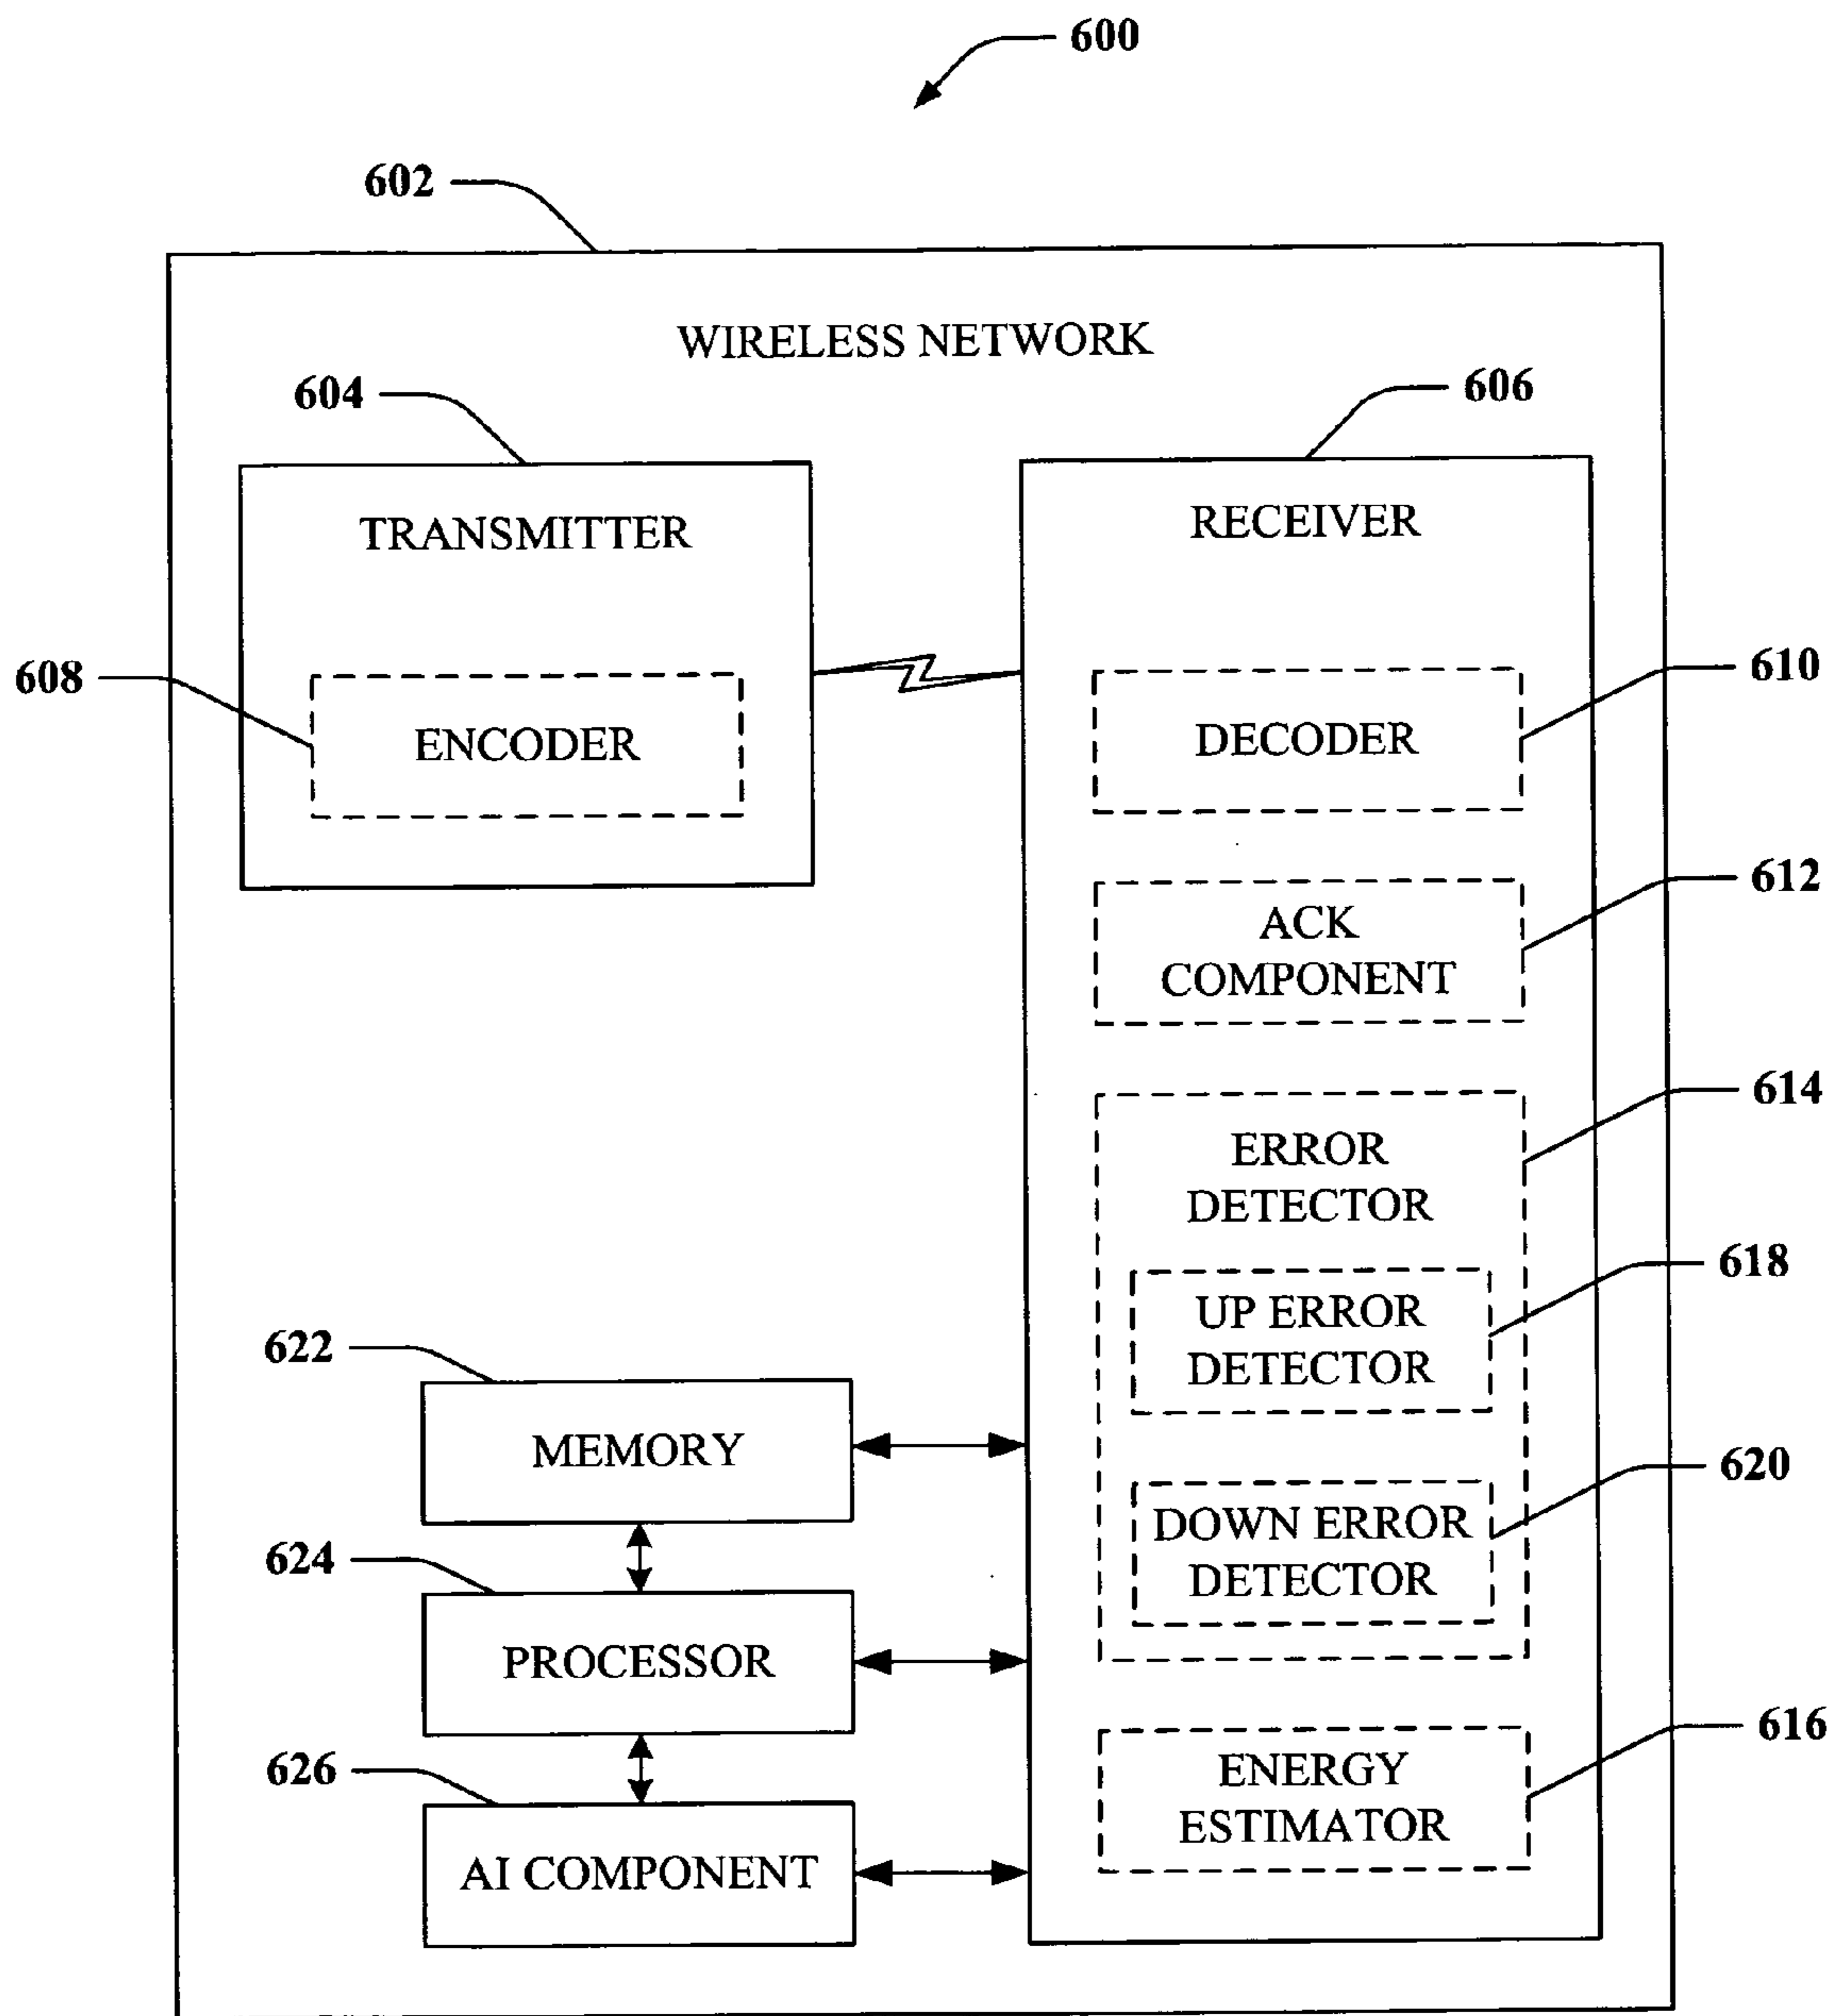 600
602
WIRELESS NETWORK
604
606
TRANSMITTER
RECEIVER
608
ENCODER
610
DECODER
612
ACK
COMPONENT
614
ERROR
DETECTOR
618
UP ERROR
DETECTOR
622
MEMORY
620
DOWN ERROR
DETECTOR
624
PROCESSOR
616
ENERGY
ESTIMATOR
626
AI COMPONENT